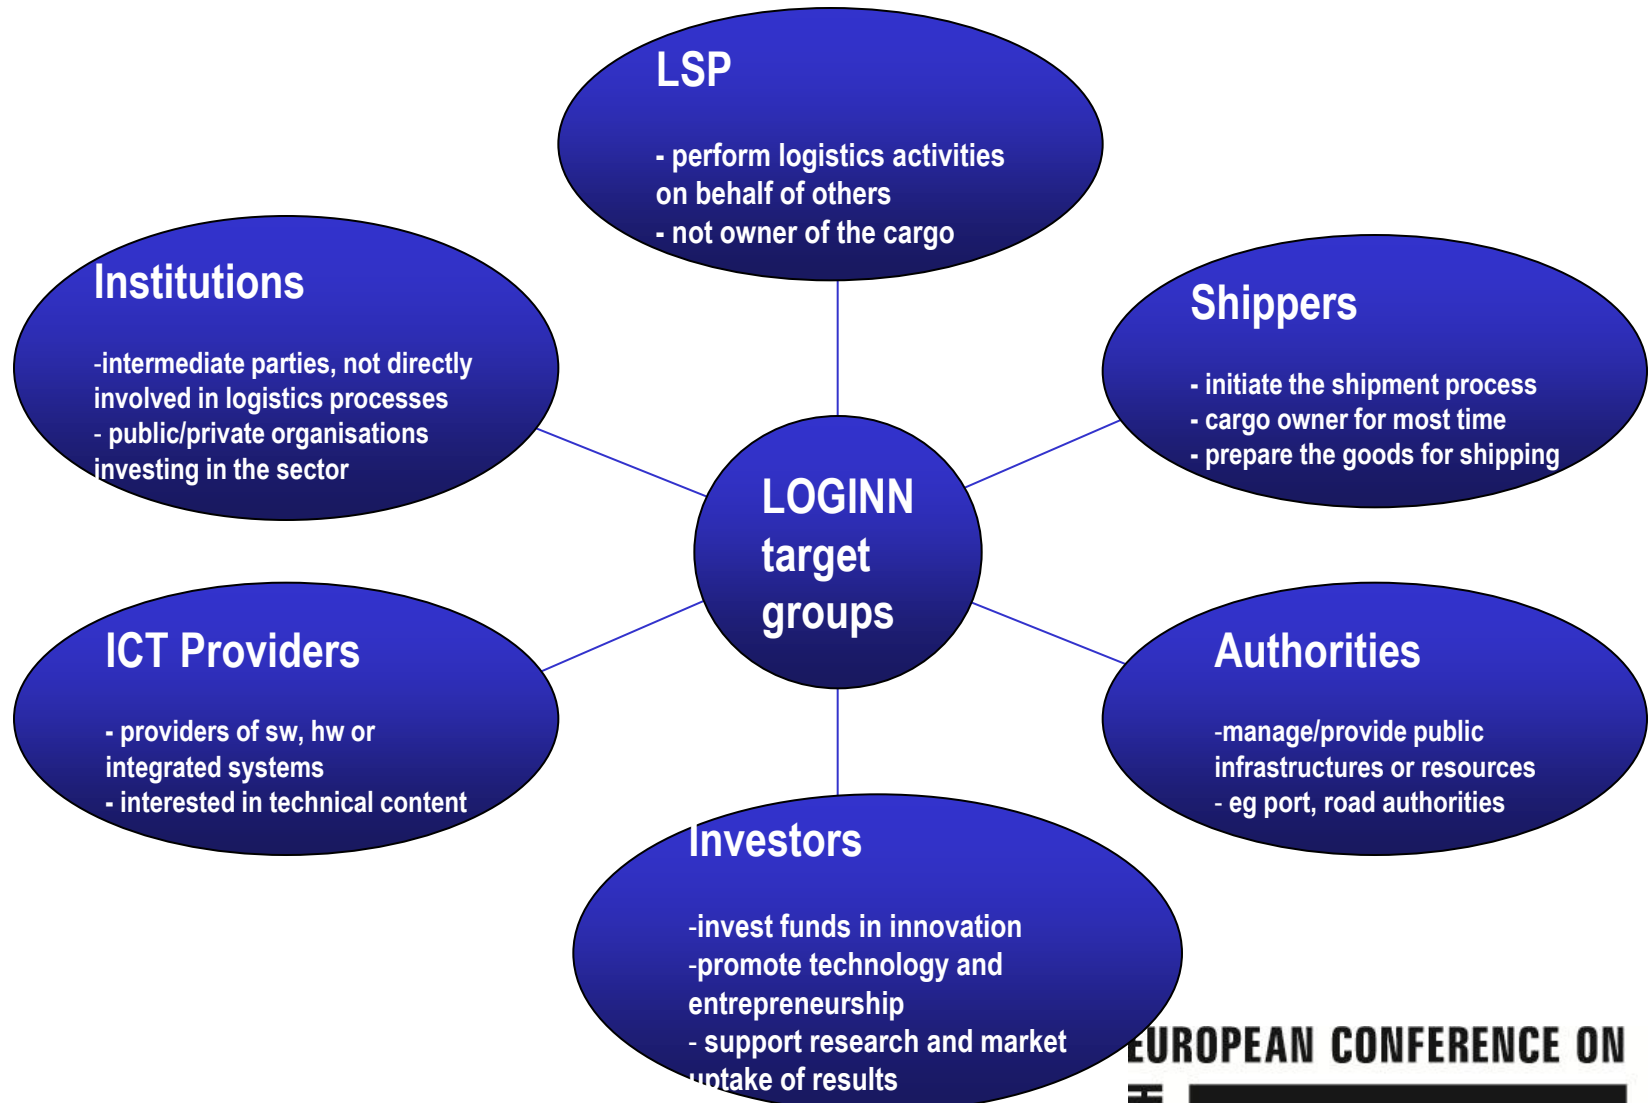 LSP
- perform logistics activities
on behalf of others
- not owner of the cargo
Institutions
-intermediate parties, not directly
involved in logistics processes
- public/private organisations
investing in the sector
Shippers
- initiate the shipment process
- cargo owner for most time
- prepare the goods for shipping
LOGINN
target
groups
ICT Providers
- providers of sw, hw or
integrated systems
- interested in technical content
Authorities
-manage/provide public
infrastructures or resources
- eg port, road authorities
Investors
-invest funds in innovation
-promote technology and
entrepreneurship
- support research and market
uptake of results
EUROPEAN CONFERENCE ON